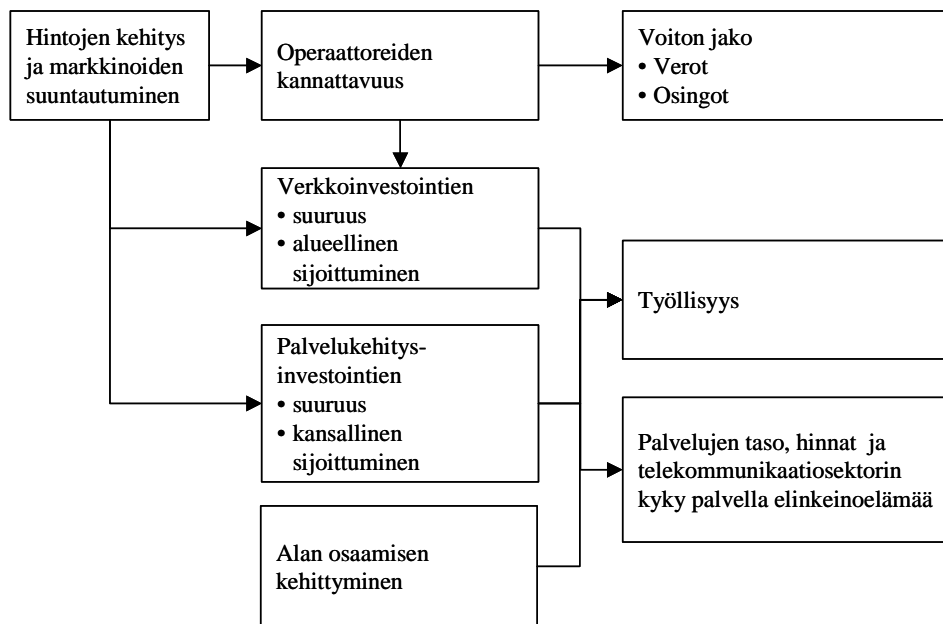 Hintojen kehitys
ja markkinoiden
suuntautuminen
Operaattoreiden
kannattavuus
Voiton jako
• Verot
• Osingot
Verkkoinvestointien
• suuruus
• alueellinen
sijoittuminen
Työllisyys
Palvelukehitys-
investointien
• suuruus
• kansallinen
sijoittuminen
Palvelujen taso, hinnat ja
telekommunikaatiosektorin
kyky palvella elinkeinoelämää
Alan osaamisen
kehittyminen